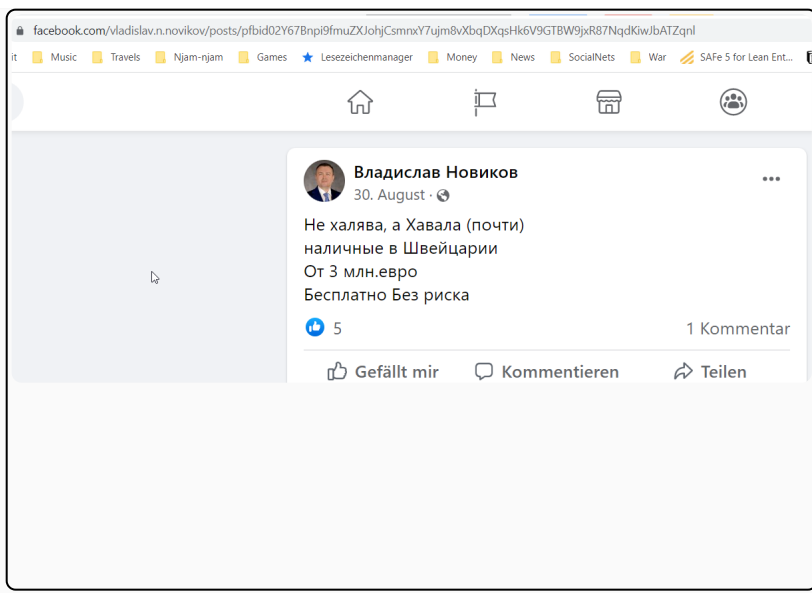 facebook.com/vladislav.n.novikov/posts/pfbid02Y67Bnpi9fmuZXJohjCsmnxY7ujm8vXbqDXqsHk6V9GTBW9jxR87NqdKiwJbATZqnl
it Music Travels Njam-njam Games Lesezeichenmanager Money News SocialNets War SAFe 5 for Lean Ent...
Владислав Новиков
30. August ·
Не халява, а Хавала (почти)
наличные в Швейцарии
От 3 млн.евро
Бесплатно Без риска
5 1 Kommentar
Gefällt mir Kommentieren Teilen